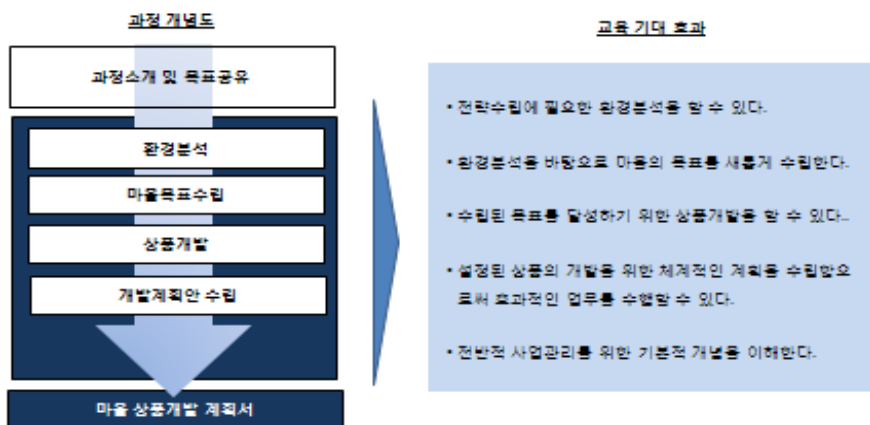 과정 개념도
과정소개 및 목표공유
환경분석
마을목표수립
상품개발
개발계획안 수립
마을 상품개발 계획서
교육 기대 효과
• 전략수립에 필요한 환경분석을 할 수 있다.
• 환경분석을 바탕으로 마을의 목표를 새롭게 수립한다.
• 수립된 목표를 달성하기 위한 상품개발을 할 수 있다..
• 설정된 상품의 개발을 위한 체계적인 계획을 수립함으
로써 효과적인 업무를 수행할 수 있다.
• 전반적 사업관리를 위한 기본적 개념을 이해한다.